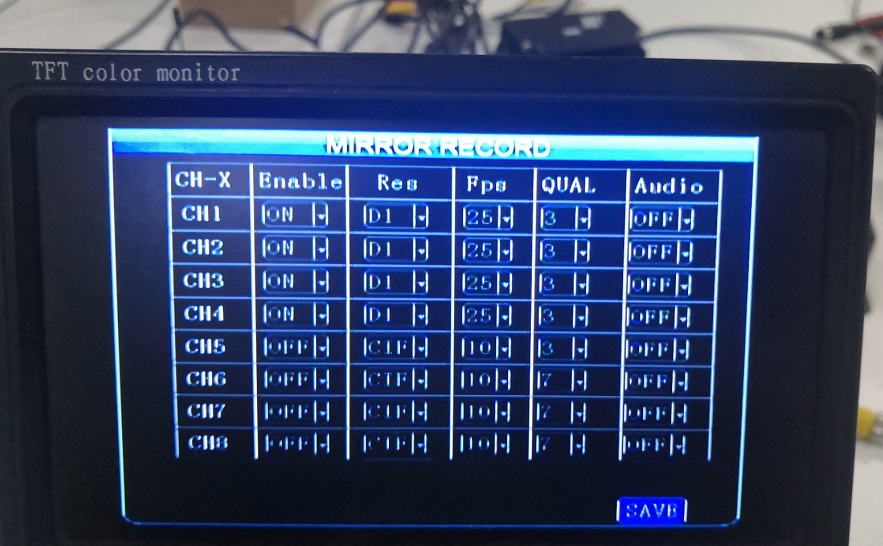 TFT color monitor
MIRROR RECORD
CH-X Enable Res Fps QUAL Audio
CH1 ON D1 25 3 OFF
CH2 ON D1 25 3 OFF
CH3 ON D1 25 3 OFF
CH4 ON D1 25 3 OFF
CH5 OFF CIF 10 3 OFF
CH6 OFF CIF 10 7 OFF
CH7 OFF CIF 10 7 OFF
CH8 OFF CIF 10 7 OFF
SAVE